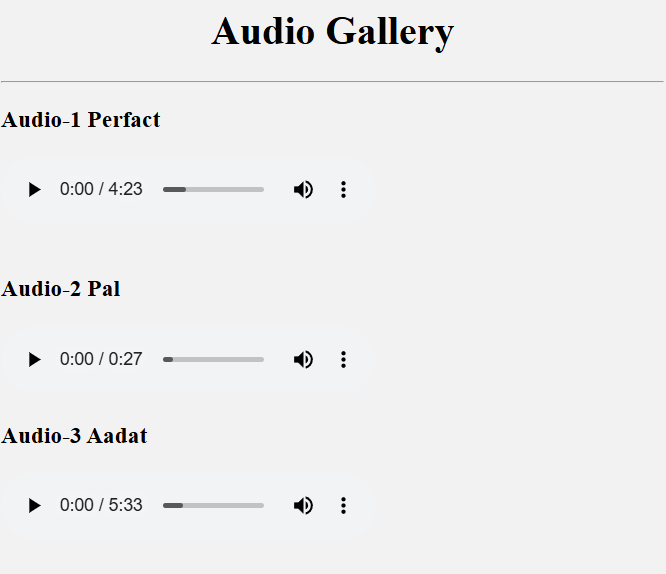 Audio Gallery
Audio-1 Perfact
0:00 / 4:23
Audio-2 Pal
0:00 / 0:27
Audio-3 Aadat
0:00 / 5:33